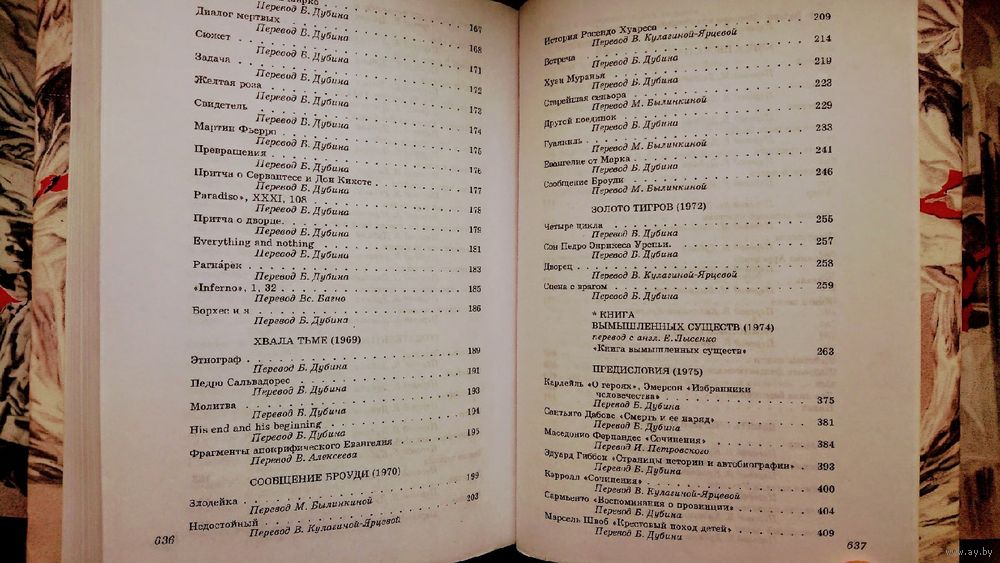 Перевод Б. Дубина
Диалог мертвых . . . . . . . . . . . . . 167
Перевод Б. Дубина
Сюжет . . . . . . . . . . . . . 168
Перевод Б. Дубина
Задача . . . . . . . . . . . . . 171
Перевод Б. Дубина
Желтая роза . . . . . . . . . . . . . 172
Перевод Б. Дубина
Свидетель . . . . . . . . . . . . . 173
Перевод Б. Дубина
Мартин Фьерро . . . . . . . . . . . . . 174
Перевод Б. Дубина
Превращения . . . . . . . . . . . . . 175
Перевод Б. Дубина
Притча о Сервантесе и Дон Кихоте . . . . . . . 176
Перевод Б. Дубина
Paradiso», XXXI, 108 . . . . . . . . . . . 177
Перевод Б. Дубина
Притча о дворце . . . . . . . . . . . . . 178
Перевод Б. Дубина
Everything and nothing . . . . . . . . . . . 179
Перевод Б. Дубина
Рагнáрек . . . . . . . . . . . . . 181
Перевод Б. Дубина
183
«Inferno», 1, 32 . . . . . . . . . . . . . 185
Перевод Вс. Багно
Борхес и я . . . . . . . . . . . . . 186
Перевод Б. Дубина
ХВАЛА ТЬМЕ (1969)
Этнограф . . . . . . . . . . . . . 189
Перевод Б. Дубина
Педро Сальвадорес . . . . . . . . . . . 191
Перевод Б. Дубина
Молитва . . . . . . . . . . . . . 193
Перевод Б. Дубина
His end and his beginning . . . . . . . . . 194
Перевод Б. Дубина
Фрагменты апокрифического Евангелия . . . . . 195
Перевод В. Алексеева
СООБЩЕНИЕ БРОУДИ (1970)
Злодейка . . . . . . . . . . . . . 199
Перевод М. Былинкиной
Недостойный . . . . . . . . . . . . . 203
Перевод В. Кулагиной-Ярцевой
636
История Росендо Хуареса . . . . . . . . . . . 209
Перевод В. Кулагиной-Ярцевой
Встреча . . . . . . . . . . . . . 214
Перевод Б. Дубина
Хуан Муранья . . . . . . . . . . . . . 219
Перевод Б. Дубина
Старейшая сеньора . . . . . . . . . . . 223
Перевод М. Былинкиной
Другой поединок . . . . . . . . . . . . . 229
Перевод Б. Дубина
Гуаякиль . . . . . . . . . . . . . 233
Перевод М. Былинкиной
Евангелие от Марка . . . . . . . . . . . 241
Перевод Б. Дубина
Сообщение Броуди . . . . . . . . . . . 246
Перевод М. Былинкиной
ЗОЛОТО ТИГРОВ (1972)
Четыре цикла . . . . . . . . . . . . . 255
Перевод Б. Дубина
Сон Педро Энрикеса Уреньи . . . . . . . . . 257
Перевод Б. Дубина
Дворец . . . . . . . . . . . . . 258
Перевод В. Кулагиной-Ярцевой
Сцена с врагом . . . . . . . . . . . . . 259
Перевод Б. Дубина
* КНИГА
ВЫМЫШЛЕННЫХ СУЩЕСТВ (1974)
перевод с англ. Е. Лысенко
«Книга вымышленных существ» 263
ПРЕДИСЛОВИЯ (1975)
Карлейль «О героях», Эмерсон «Избранники
человечества» . . . . . . . . . . . 375
Перевод Б. Дубина
Сантьяго Дабове «Смерть и ее наряд» . . . . . 381
Перевод Б. Дубина
Маседонио Фернандес «Сочинения» . . . . . . 384
Перевод И. Петровского
Эдуард Гиббон «Страницы истории и автобиографии» . 393
Перевод Б. Дубина
Кэрролл «Сочинения» . . . . . . . . . . . 400
Перевод В. Кулагиной-Ярцевой
Сармьенто «Воспоминания о провинции» . . . . . 404
Перевод Б. Дубина
Марсель Швоб «Крестовый поход детей» . . . . . 409
Перевод Б. Дубина
637
www.ay.by